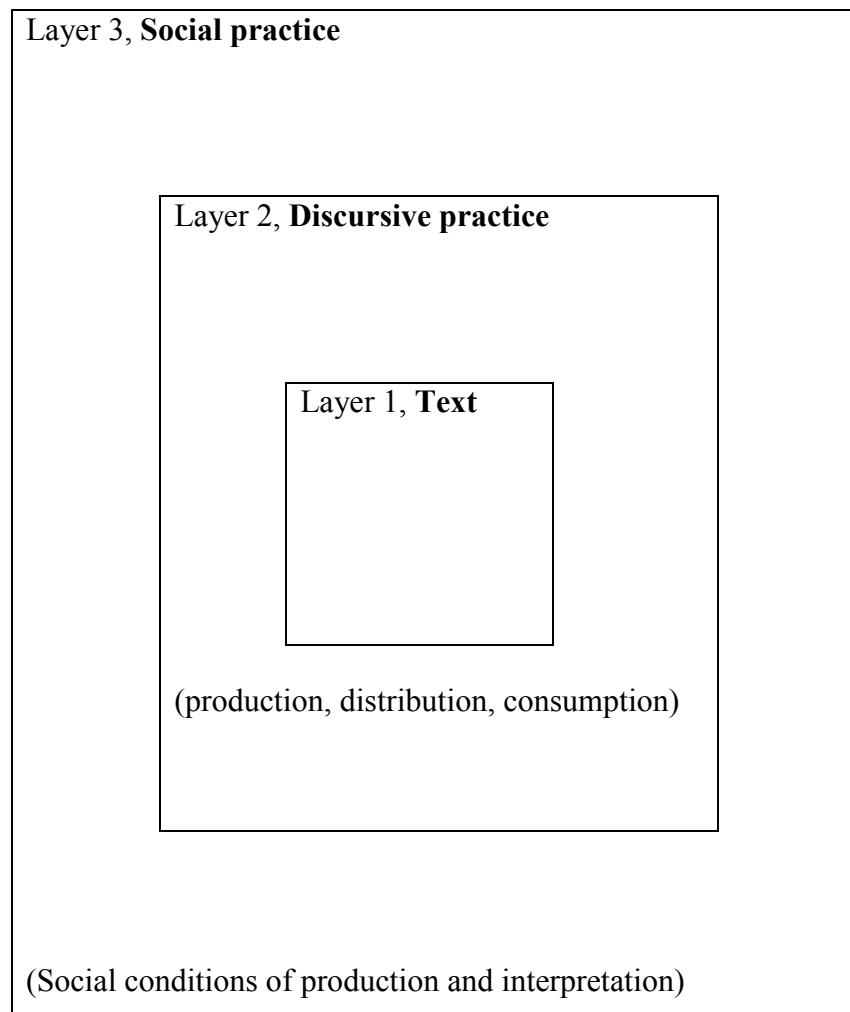 Layer 3, Social practice
Layer 2, Discursive practice
Layer 1, Text
(production, distribution, consumption)
(Social conditions of production and interpretation)